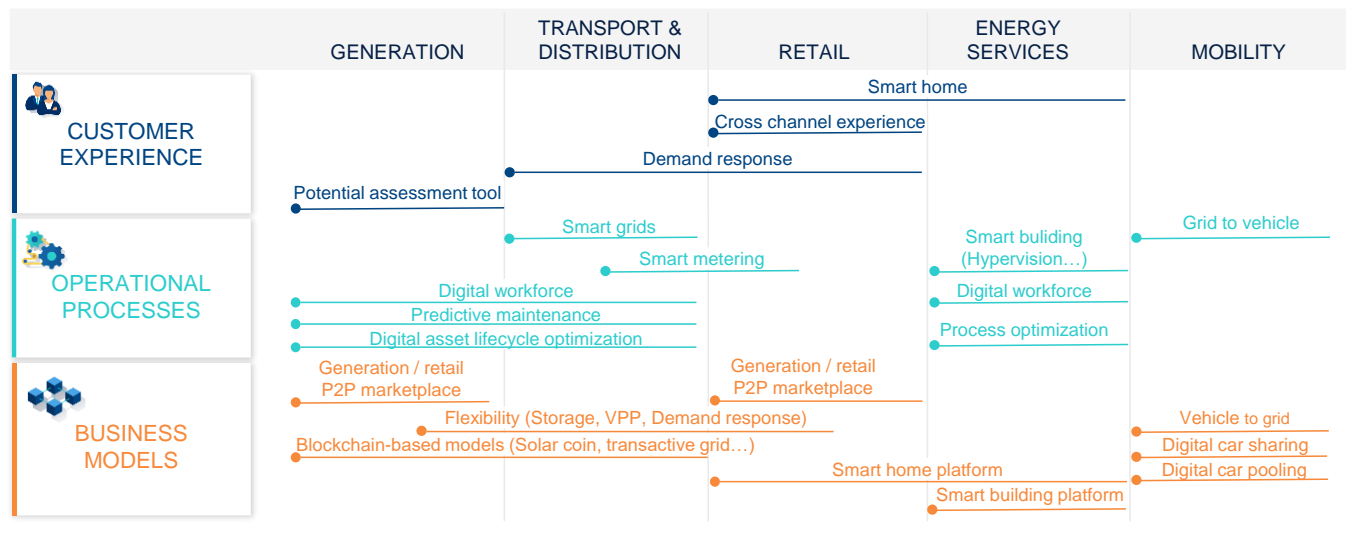 GENERATION
TRANSPORT &
DISTRIBUTION
RETAIL
ENERGY
SERVICES
MOBILITY
CUSTOMER
EXPERIENCE
Smart home
Cross channel experience
Demand response
Potential assessment tool
OPERATIONAL
PROCESSES
Smart grids
Smart metering
Smart buliding
(Hypervision…)
Grid to vehicle
Digital workforce
Digital workforce
Predictive maintenance
Process optimization
Digital asset lifecycle optimization
BUSINESS
MODELS
Generation / retail
P2P marketplace
Generation / retail
P2P marketplace
Flexibility (Storage, VPP, Demand response)
Vehicle to grid
Blockchain-based models (Solar coin, transactive grid…)
Digital car sharing
Smart home platform
Digital car pooling
Smart building platform